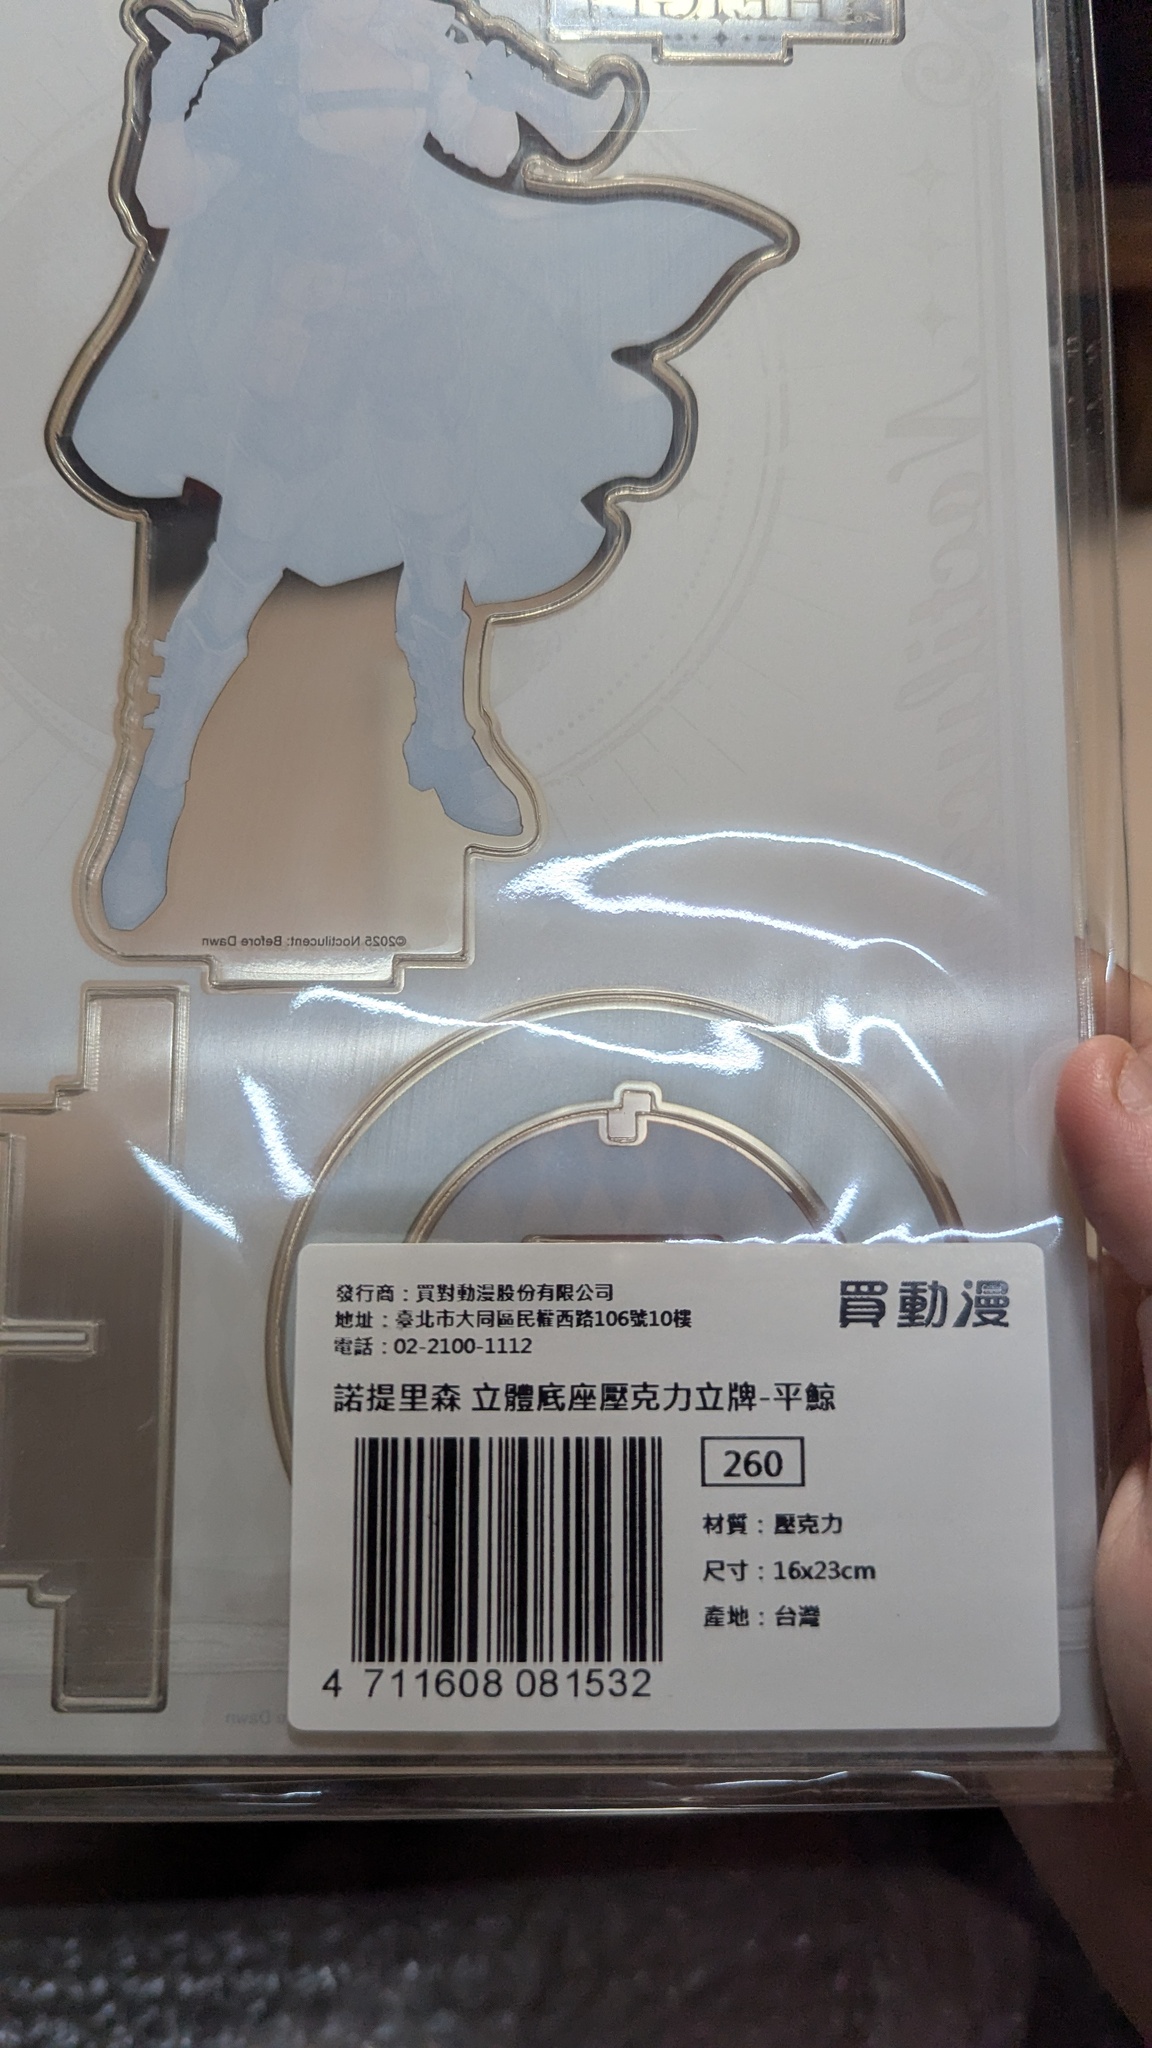 ©2025 Noctilucent: Before Dawn
發行商：買對動漫股份有限公司
地址：臺北市大同區民權西路106號10樓
電話：02-2100-1112
買動漫
諾提里森 立體底座壓克力立牌-平鯨
260
材質：壓克力
尺寸：16x23cm
產地：台灣
4 711608 081532
Dawn